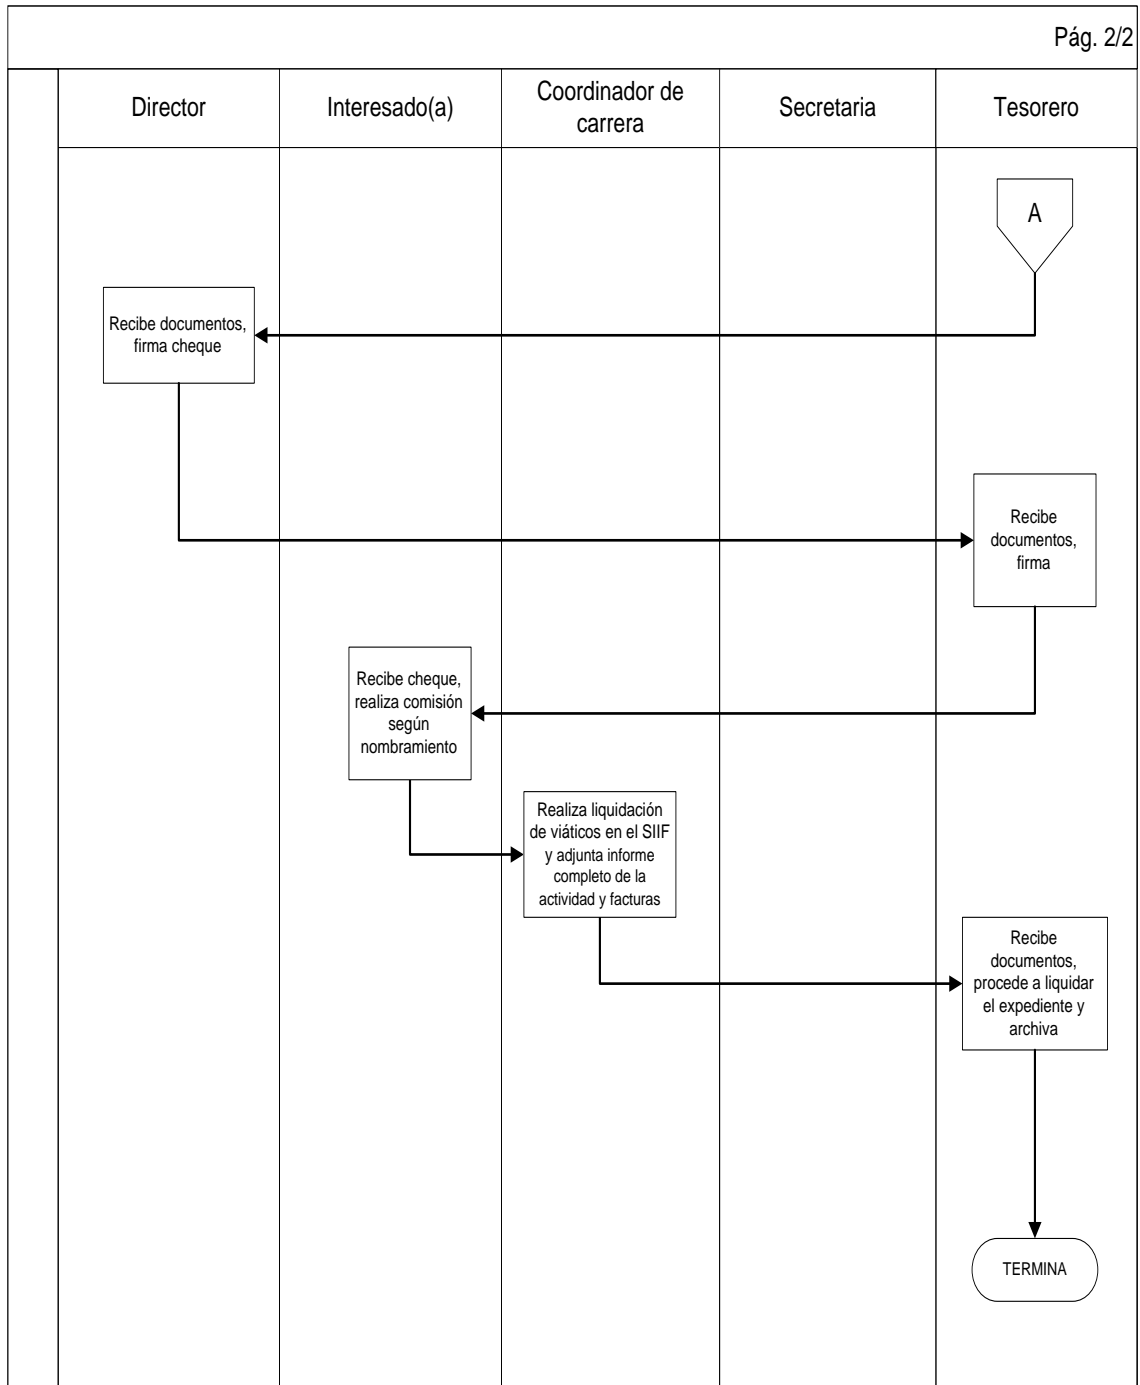 Pág. 2/2
Director
Interesado(a)
Coordinador de
carrera
Secretaria
Tesorero
A
Recibe documentos,
firma cheque
Recibe
documentos,
firma
Recibe cheque,
realiza comisión
según
nombramiento
Realiza liquidación
de viáticos en el SIIF
y adjunta informe
completo de la
actividad y facturas
Recibe
documentos,
procede a liquidar
el expediente y
archiva
TERMINA